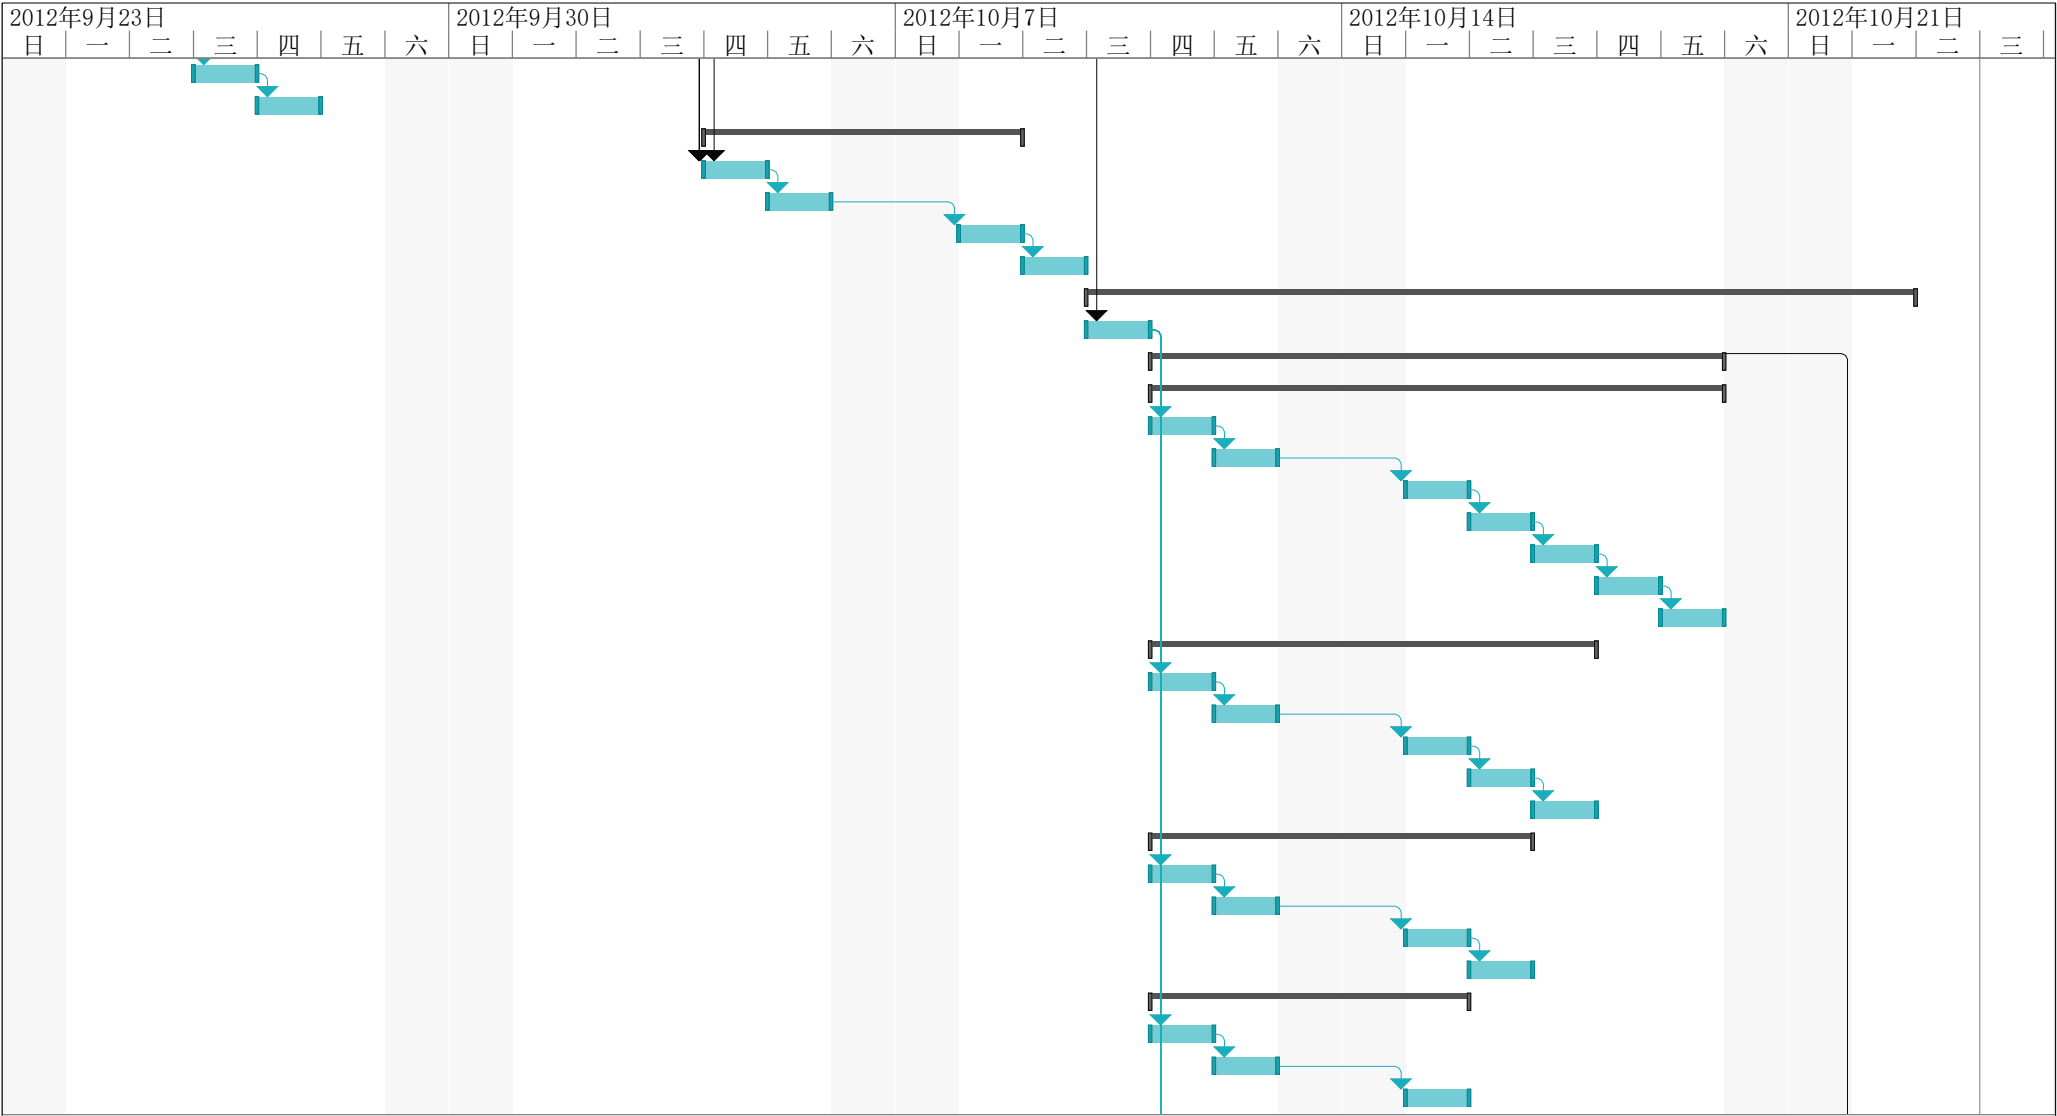 2012年9月23日 2012年9月30日 2012年10月7日 2012年10月14日 2012年10月21日
日 一 二 三 四 五 六 日 一 二 三 四 五 六 日 一 二 三 四 五 六 日 一 二 三 四 五 六 日 一 二 三